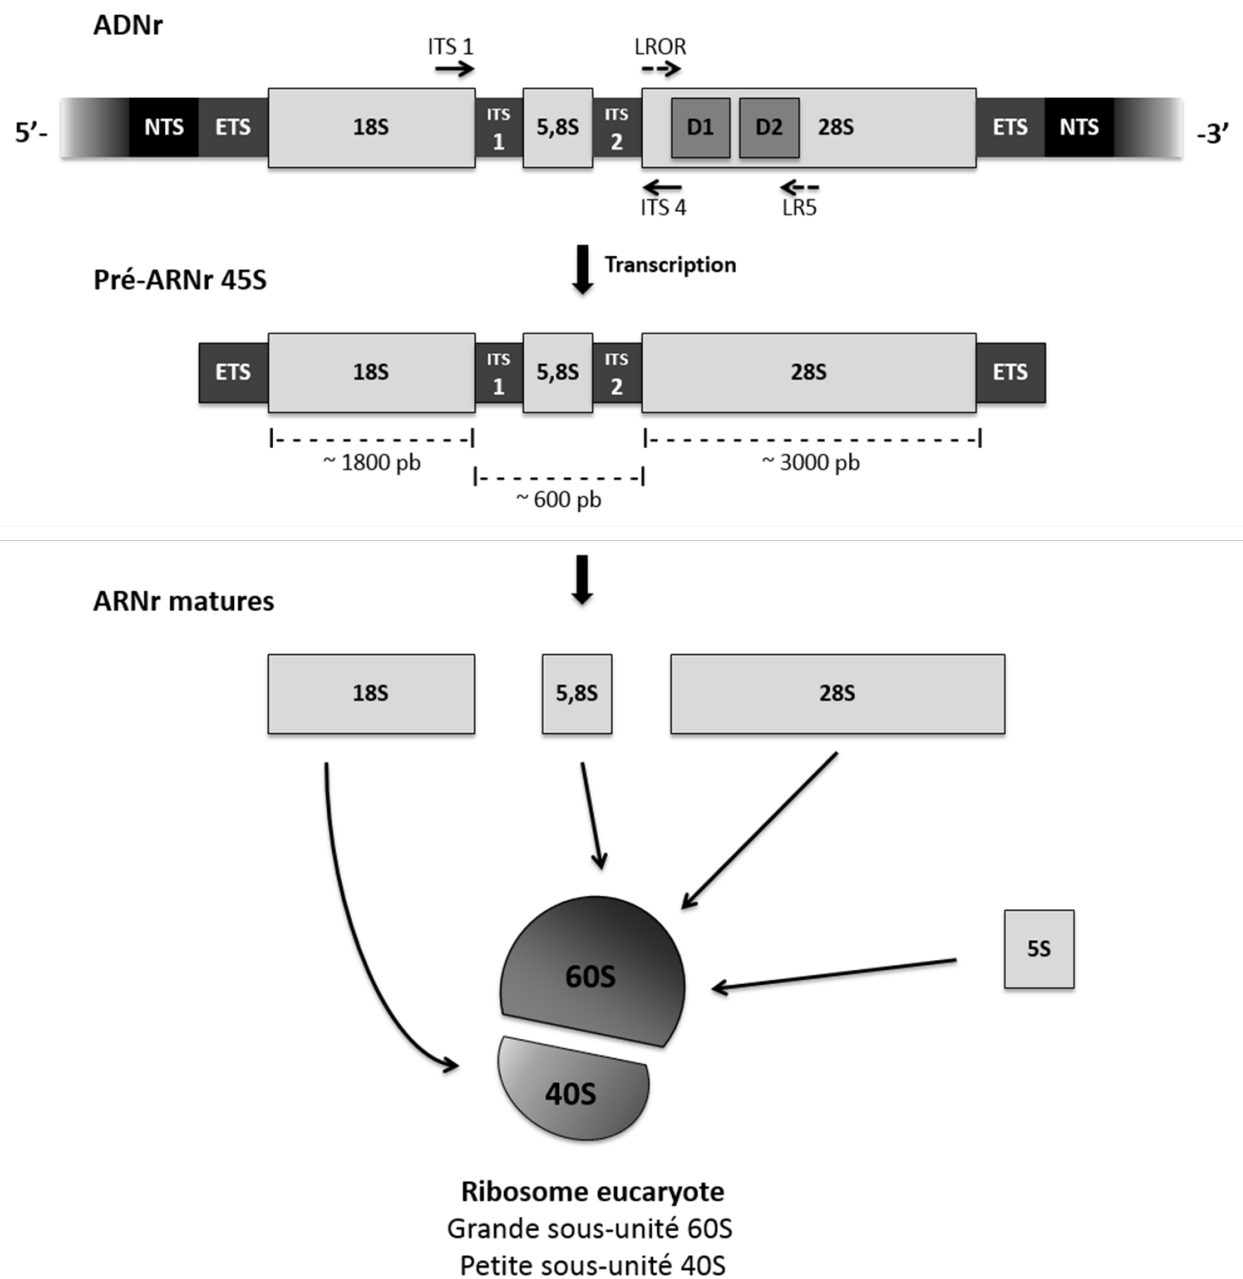 ADNr
ITS 1
LROR
5’-
NTS
ETS
18S
ITS
1
5,8S
ITS
2
D1
D2
28S
ETS
NTS
-3’
ITS 4
LR5
Transcription
Pré-ARNr 45S
ETS
18S
ITS
1
5,8S
ITS
2
28S
ETS
~ 1800 pb
~ 3000 pb
~ 600 pb
ARNr matures
18S
5,8S
28S
60S
5S
40S
Ribosome eucaryote
Grande sous-unité 60S
Petite sous-unité 40S